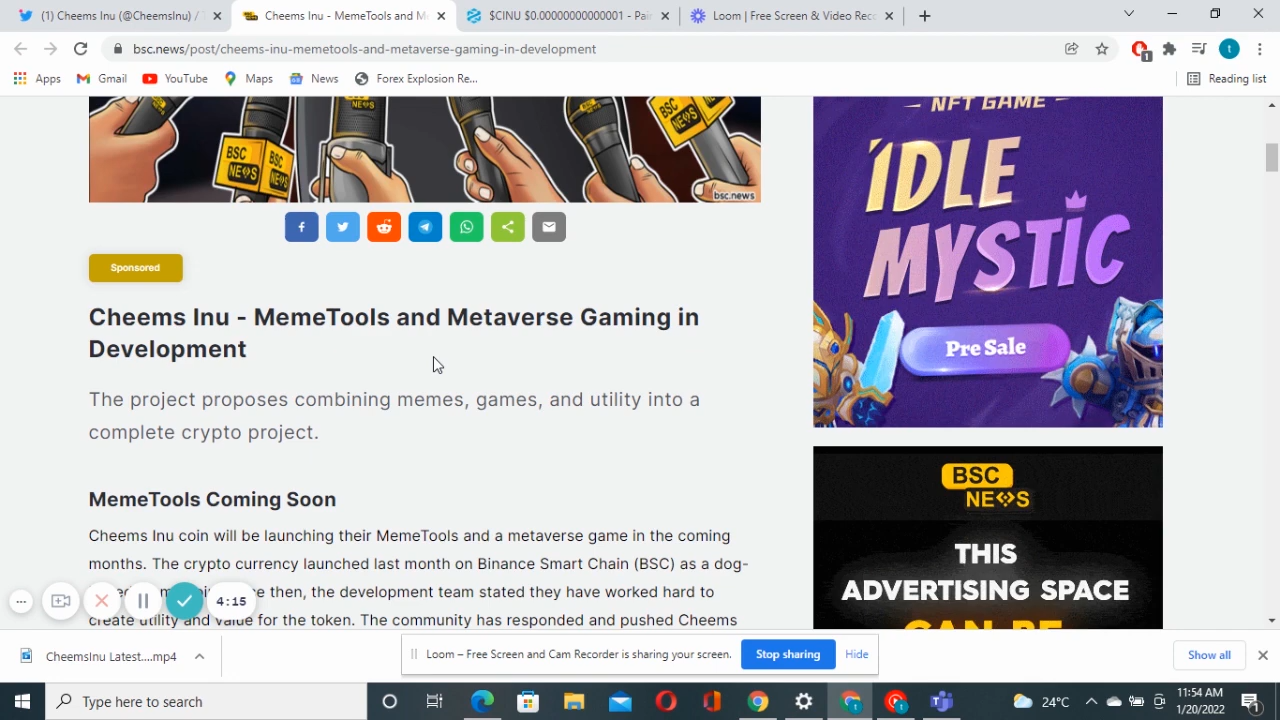 (1) Cheems Inu (@CheemsInu) /
Cheems Inu - MemeTools and M
$CINU $0.00000000000001 - Pai
Loom | Free Screen & Video Rec
bsc.news/post/cheems-inu-memetools-and-metaverse-gaming-in-development
1
t
Apps
Gmail
YouTube
Maps
News
Forex Explosion Re...
Reading list
BSC NEWS
BSC NEWS
BSC NEWS
BSC NEWS
bsc.news
Sponsored
Cheems Inu - MemeTools and Metaverse Gaming in
Development
The project proposes combining memes, games, and utility into a
complete crypto project.
MemeTools Coming Soon
Cheems Inu coin will be launching their MemeTools and a metaverse game in the coming
months. The crypto currency launched last month on Binance Smart Chain (BSC) as a dog-
then, the development team stated they have worked hard to
create utility and value for the token. The community has responded and pushed Cheems
NFT GAME
IDLE
MYSTIC
Pre Sale
BSC
NEWS
THIS
ADVERTISING SPACE
CAN BE
4:15
CheemsInu Latest....mp4
Loom – Free Screen and Cam Recorder is sharing your screen.
Stop sharing
Hide
Show all
Type here to search
24°C
11:54 AM
1/20/2022
1